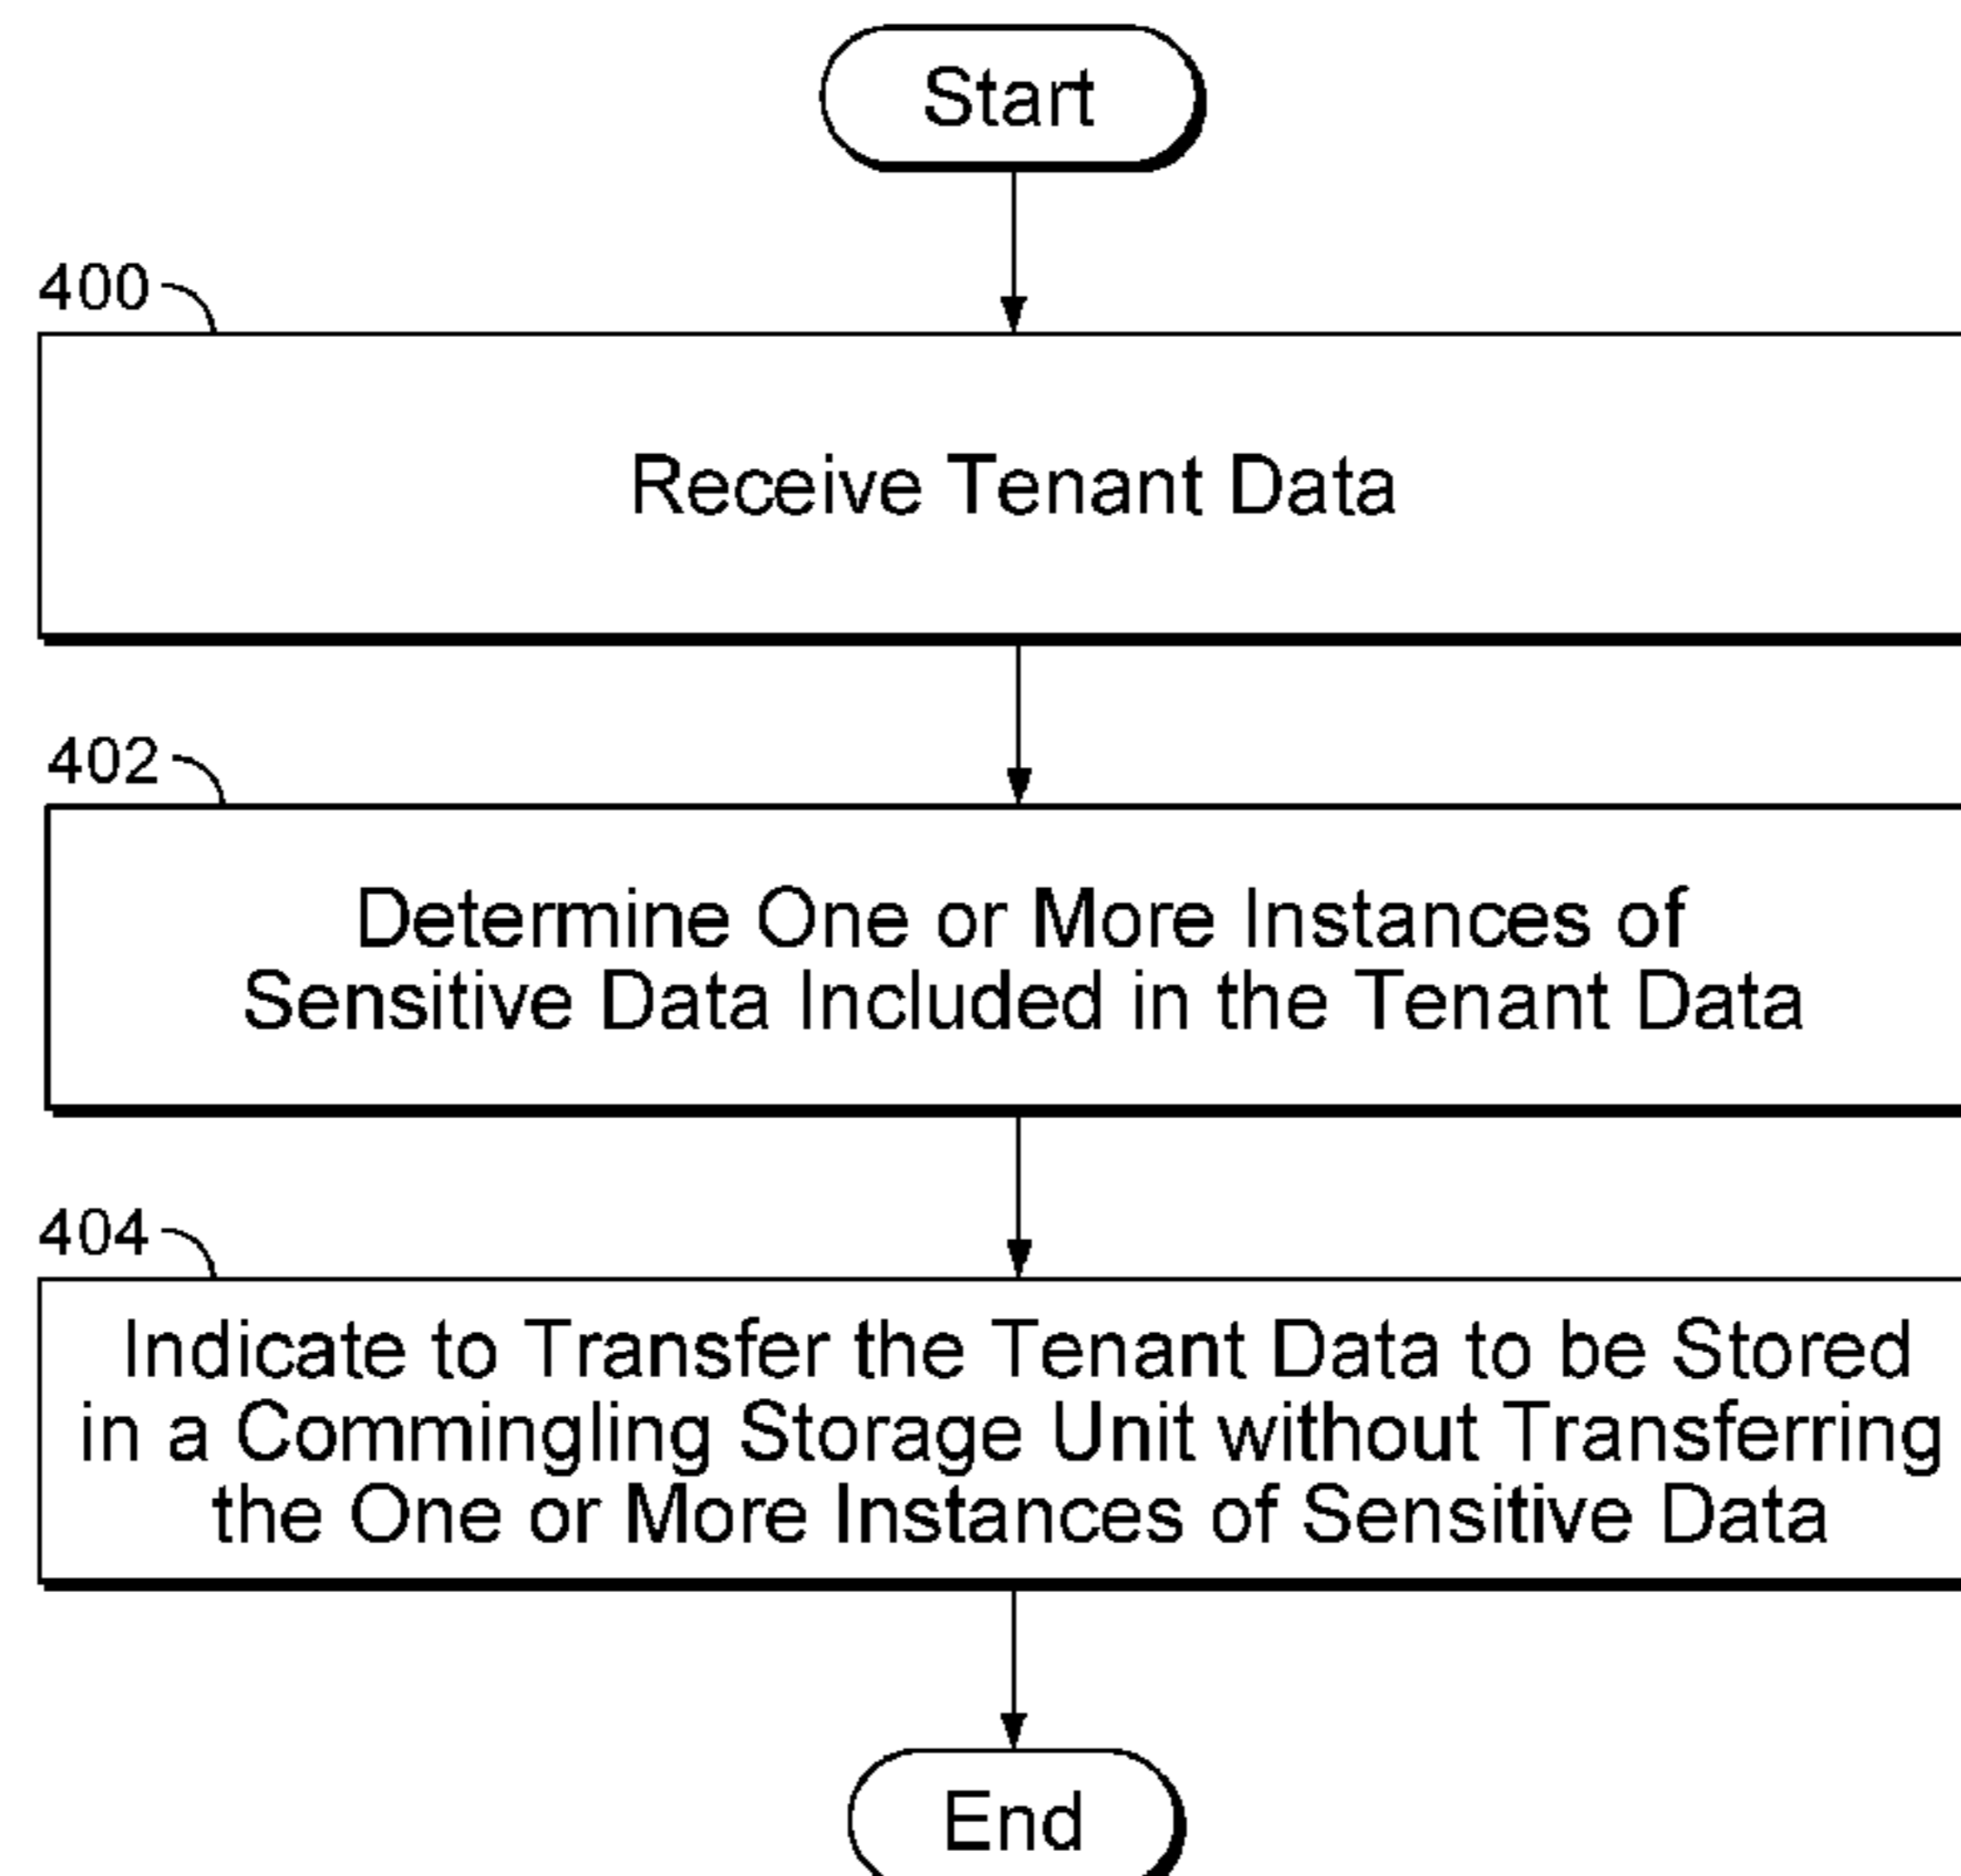 Start
400
Receive Tenant Data
402
Determine One or More Instances of
Sensitive Data Included in the Tenant Data
404
Indicate to Transfer the Tenant Data to be Stored
in a Commingling Storage Unit without Transferring
the One or More Instances of Sensitive Data
End